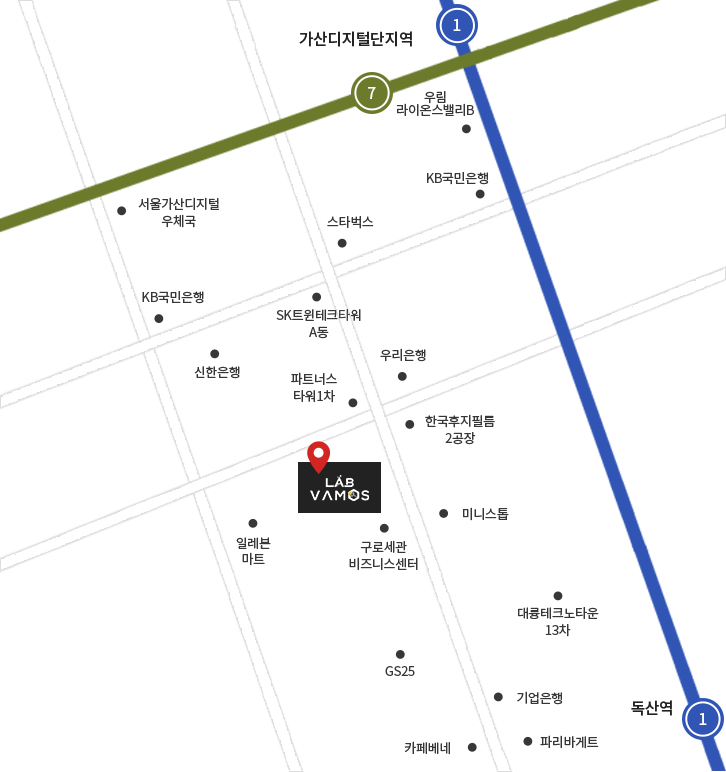 1
가산디지털단지역
7
우림
라이온스밸리B
KB국민은행
서울가산디지털
우체국
스타벅스
KB국민은행
SK트윈테크타워
A동
신한은행
우리은행
파트너스
타워1차
한국후지필름
2공장
LAB
VAMOS
미니스톱
일레븐
마트
구로세관
비즈니스센터
대륭테크노타운
13차
GS25
기업은행
독산역
1
카페베네
파리바게트